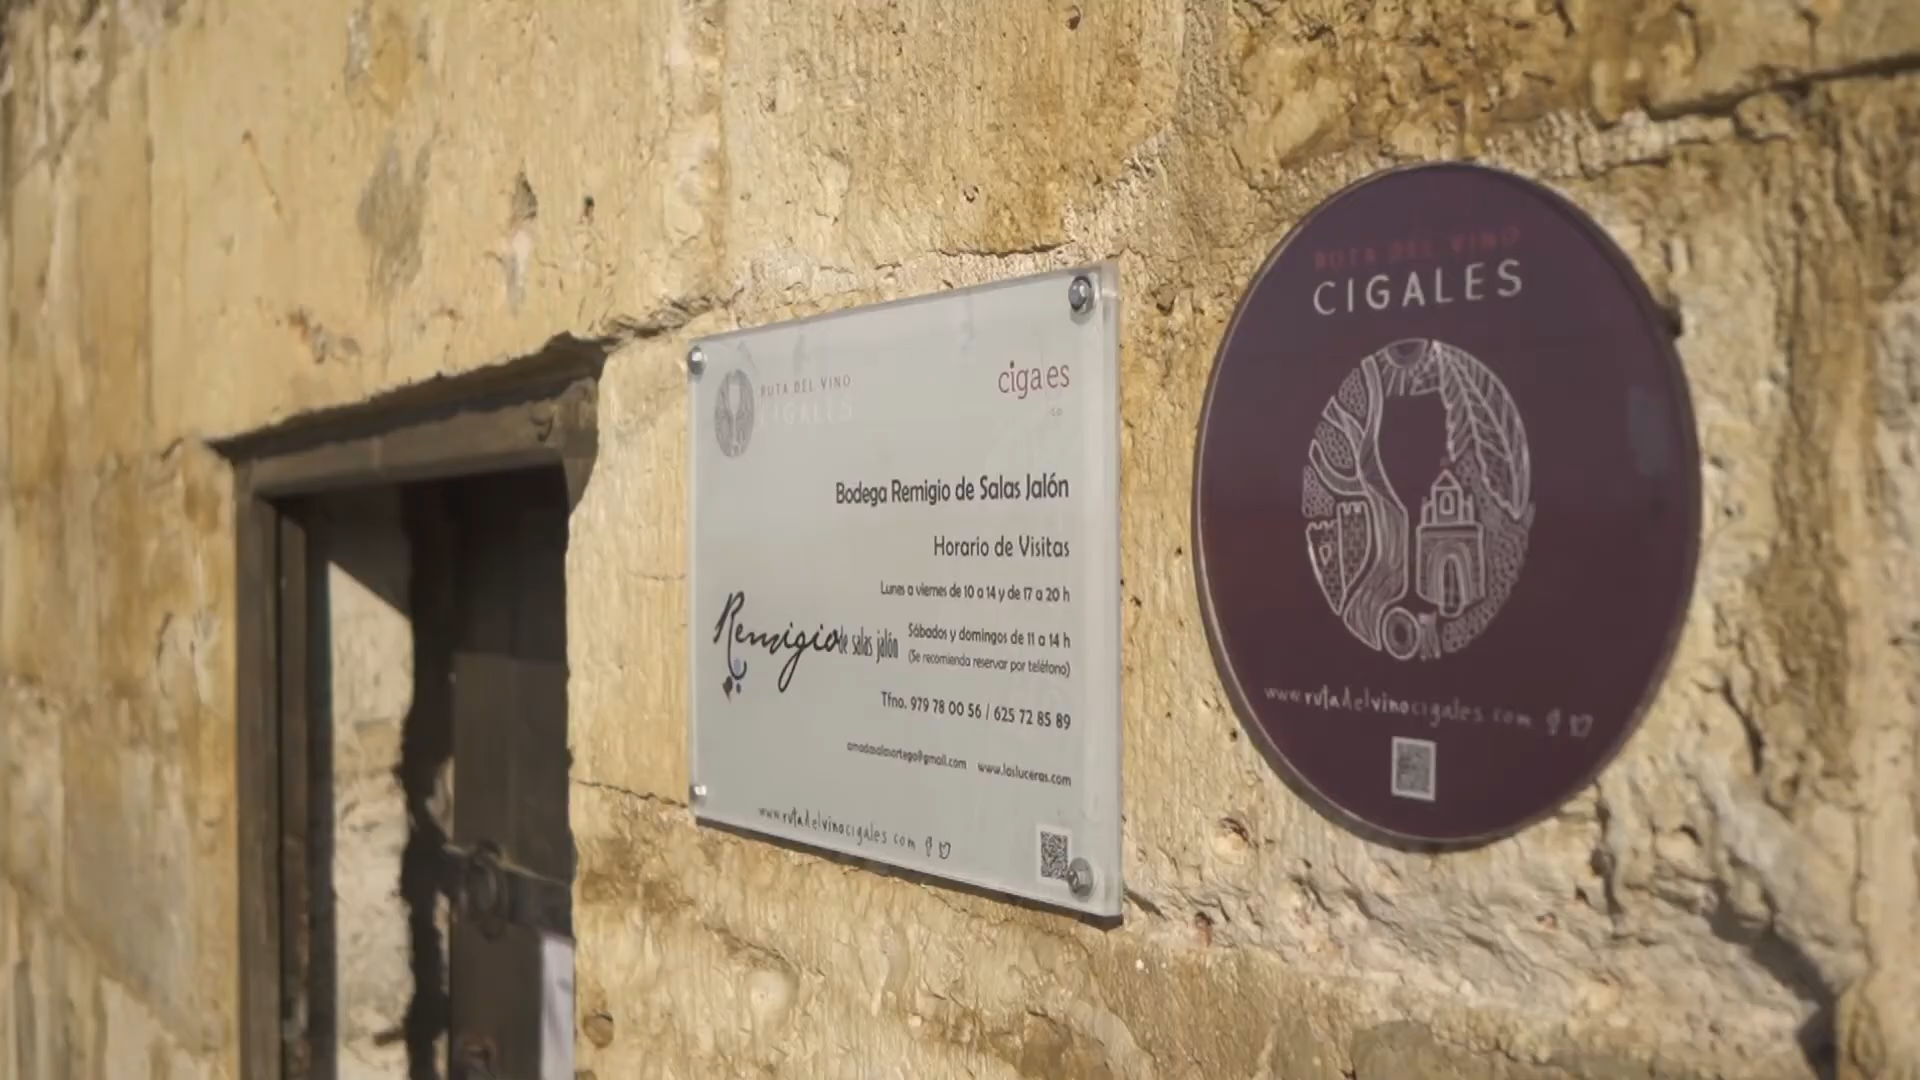 RUTA DEL VINO
CIGALES
cigales
Bodega Remigio de Salas Jalón
Horario de Visitas
Lunes a viernes de 10 a 14 y de 17 a 20 h
Sábados y domingos de 11 a 14 h
(Se recomienda reservar por teléfono)
Remigio de salas jalón
Tfno. 979 78 00 56 / 625 72 85 89
amadasalasortega@gmail.com www.lasluceras.com
www.rutadelvinocigales.com
RUTA DEL VINO
CIGALES
www.rutadelvinocigales.com